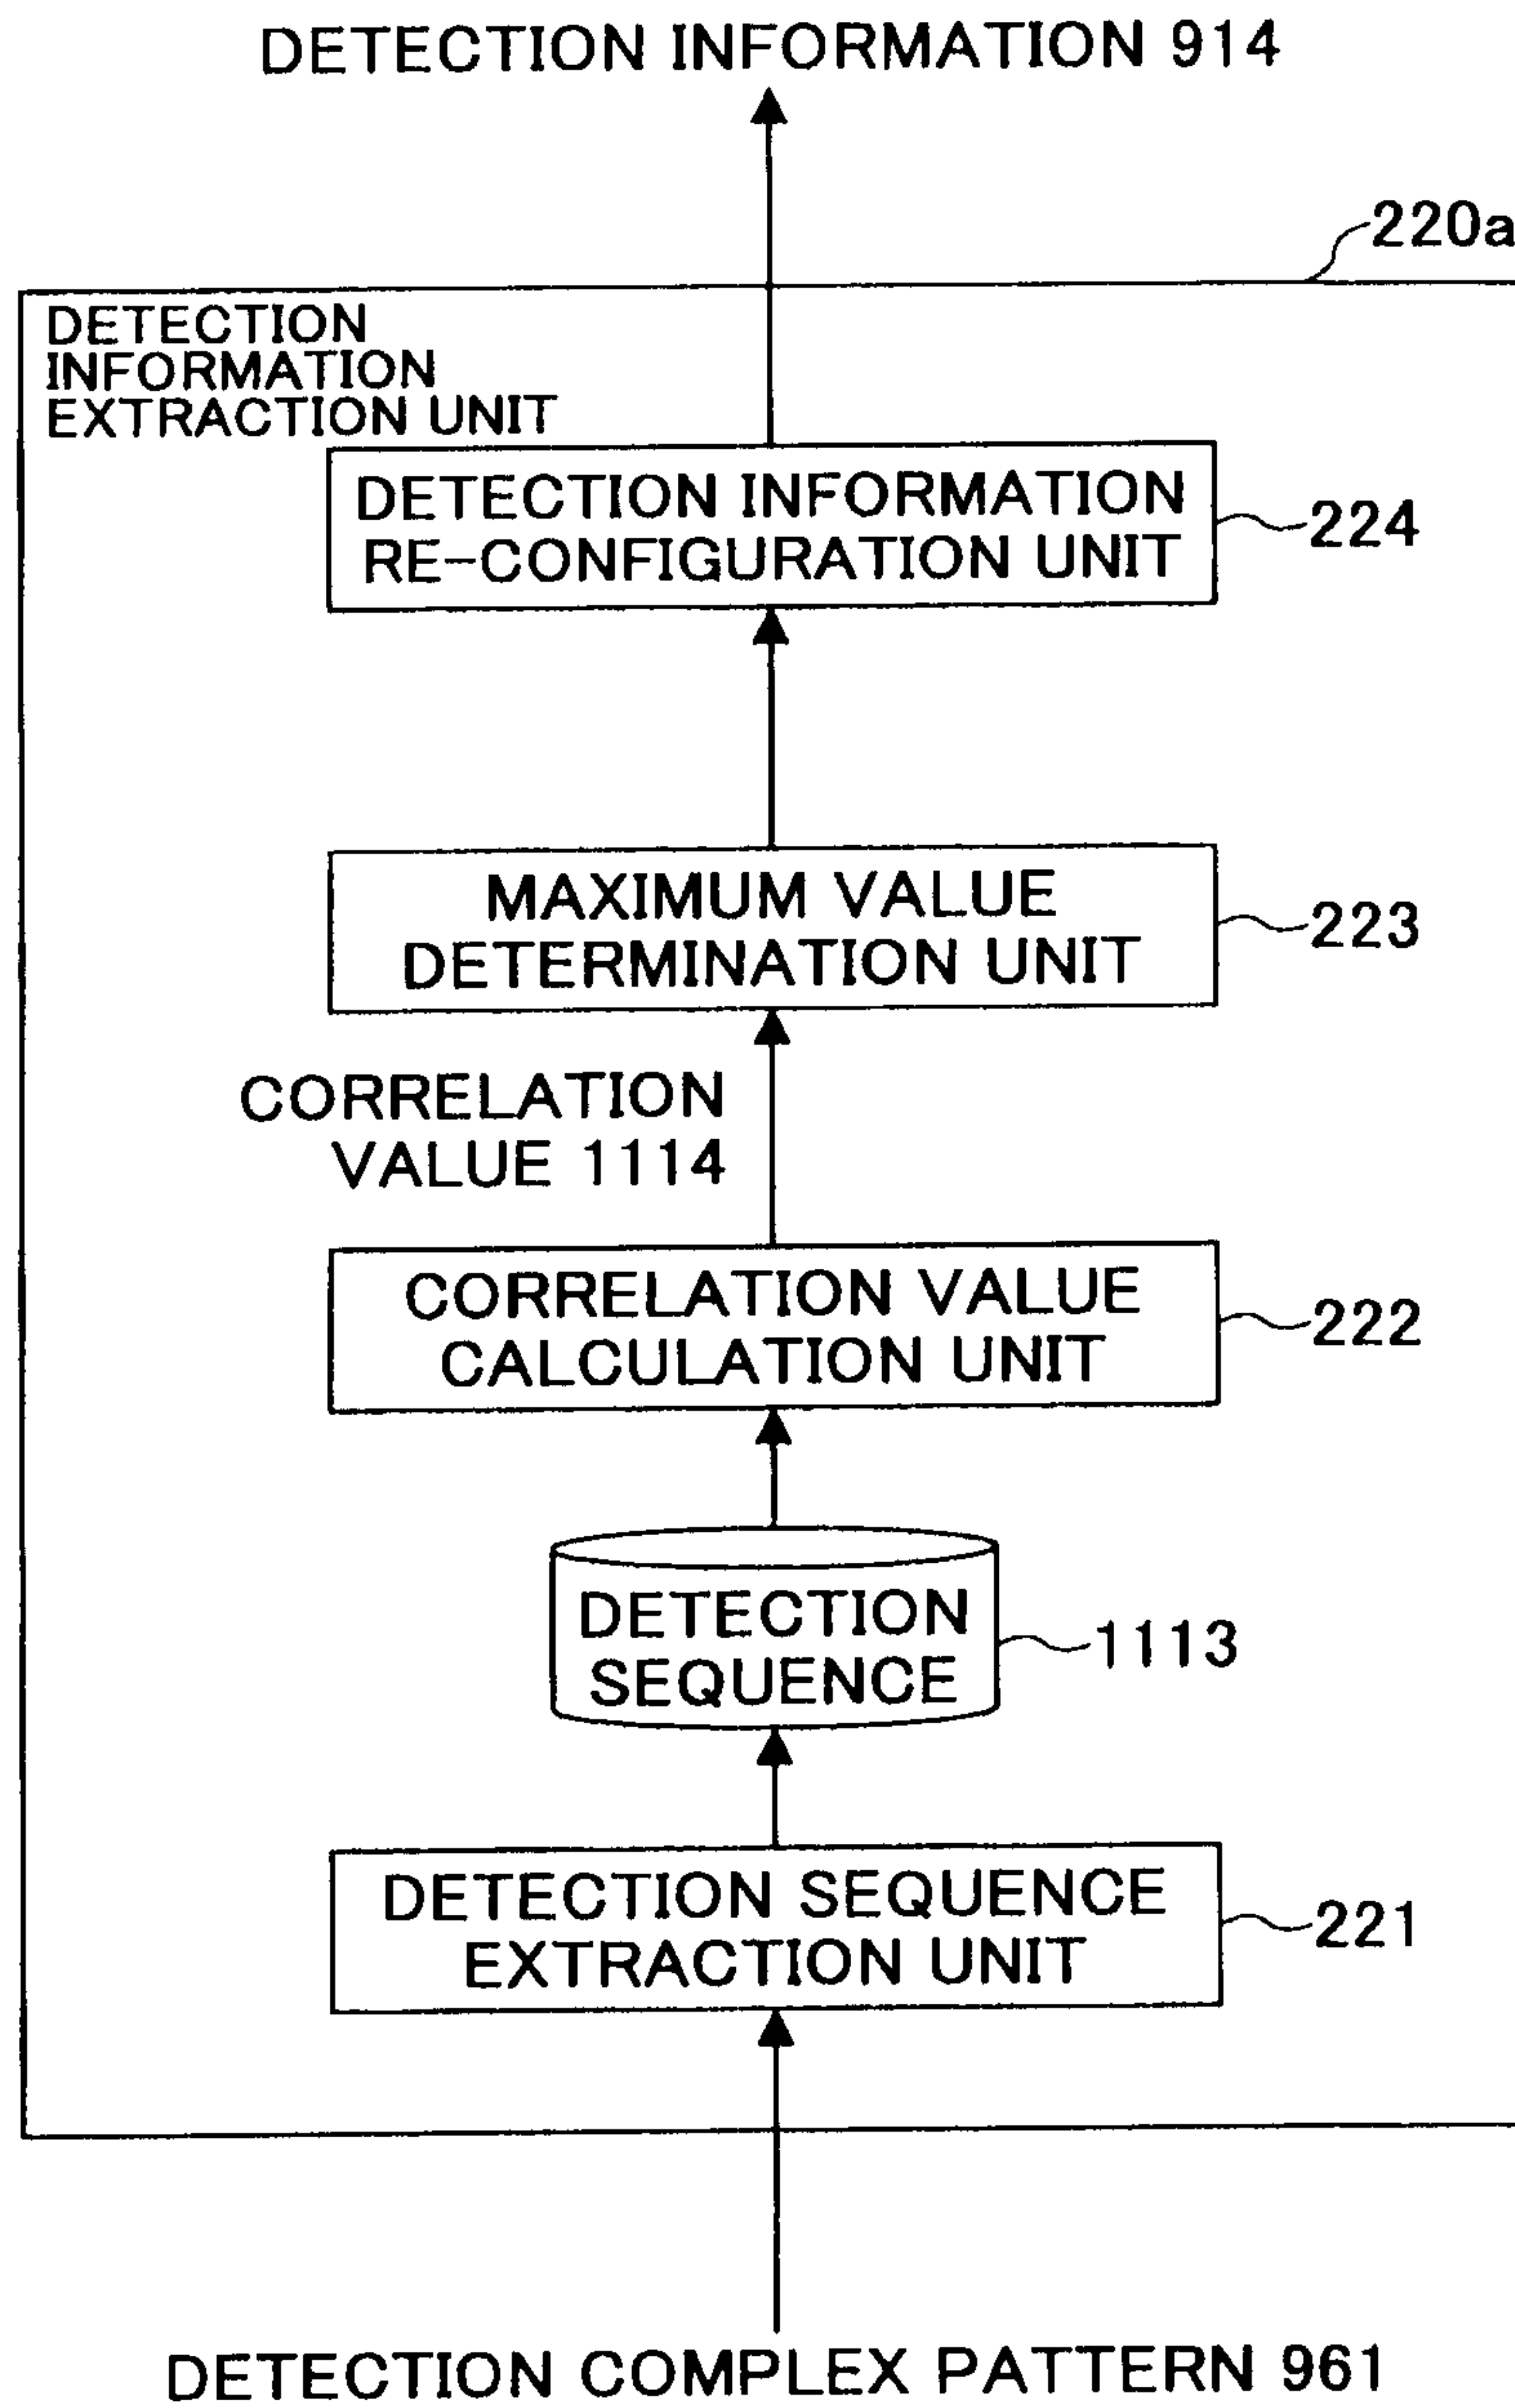 DETECTION INFORMATION 914
220a
DETECTION
INFORMATION
EXTRACTION UNIT
DETECTION INFORMATION
RE-CONFIGURATION UNIT
224
MAXIMUM VALUE
DETERMINATION UNIT
223
CORRELATION
VALUE 1114
CORRELATION VALUE
CALCULATION UNIT
222
DETECTION
SEQUENCE
1113
DETECTION SEQUENCE
EXTRACTION UNIT
221
DETECTION COMPLEX PATTERN 961